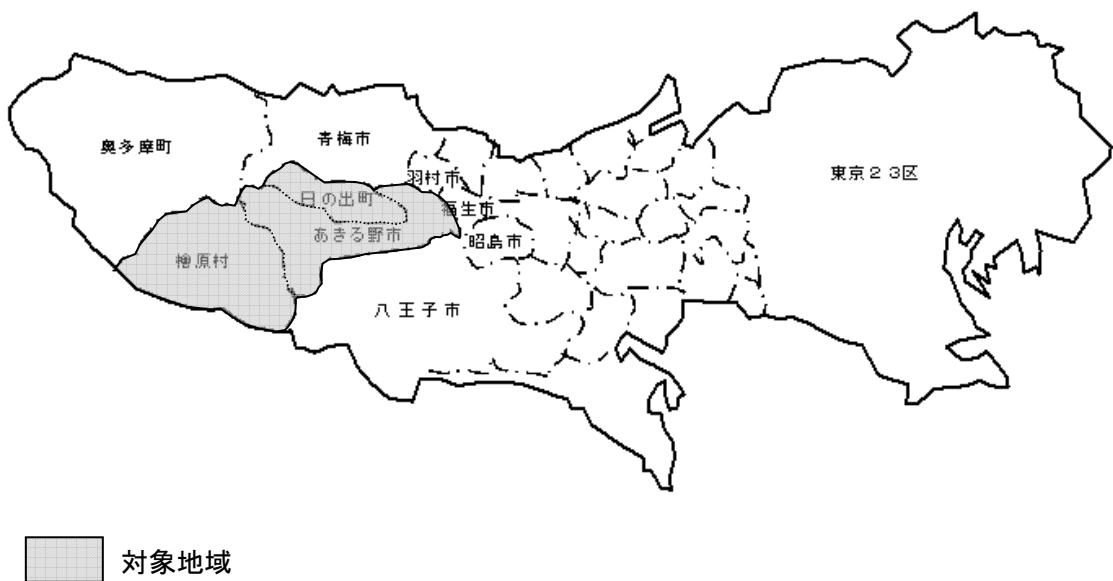 奥多摩町
青梅市
東京23区
羽村市
日の出町
福生市
あきる野市
昭島市
檜原村
八王子市
対象地域